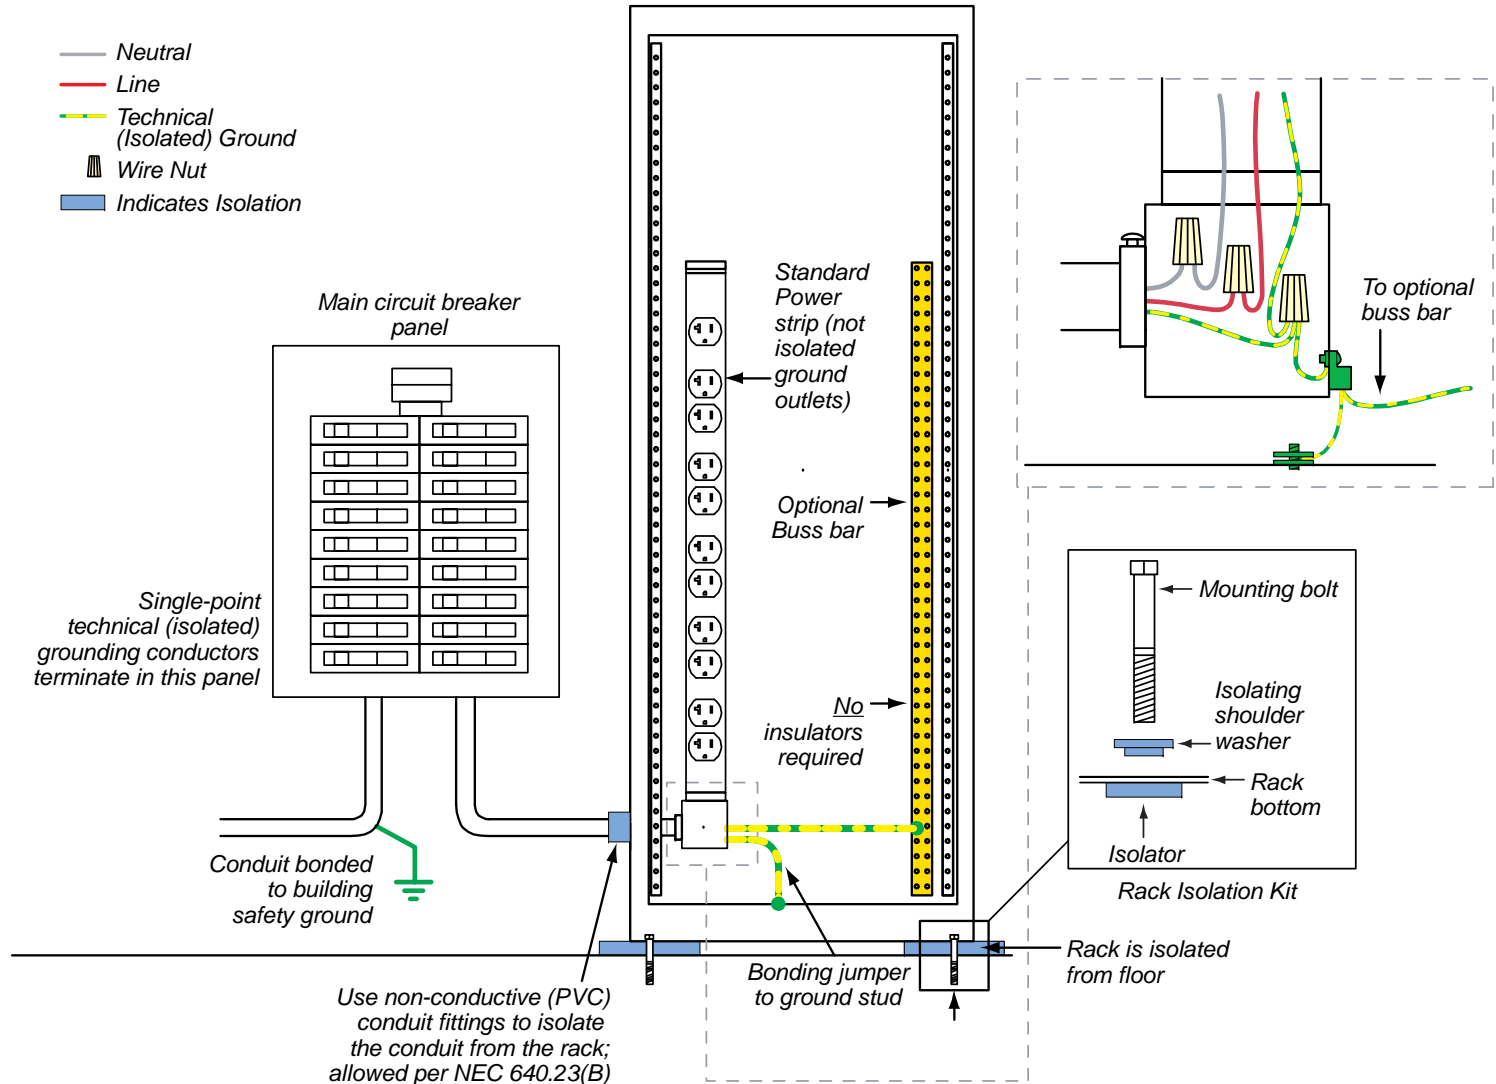 Neutral
Line
Technical
(Isolated) Ground
Wire Nut
Indicates Isolation
Main circuit breaker
panel
Single-point
technical (isolated)
grounding conductors
terminate in this panel
Conduit bonded
to building
safety ground
Use non-conductive (PVC)
conduit fittings to isolate
the conduit from the rack;
allowed per NEC 640.23(B)
Standard
Power
strip (not
isolated
ground
outlets)
Optional
Buss bar
No
insulators
required
Bonding jumper
to ground stud
Rack is isolated
from floor
To optional
buss bar
Mounting bolt
Isolating
shoulder
washer
Rack
bottom
Isolator
Rack Isolation Kit